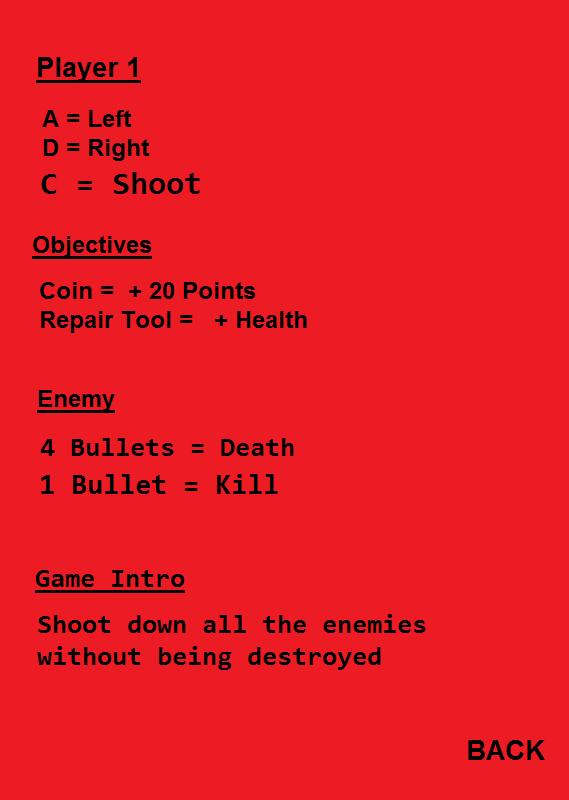 Player 1
A = Left
D = Right
C = Shoot
Objectives
Coin = + 20 Points
Repair Tool = + Health
Enemy
4 Bullets = Death
1 Bullet = Kill
Game Intro
Shoot down all the enemies
without being destroyed
BACK